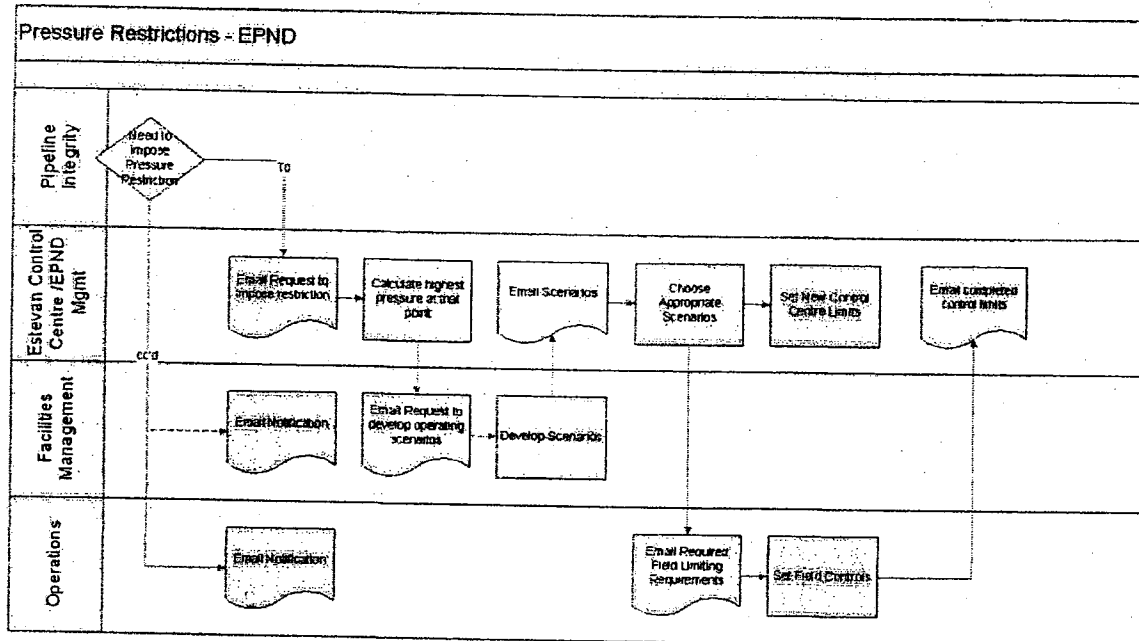 Pressure Restrictions - EPND
Pipeline
Integrity
Need to
Impose
Pressure
Restriction
To
Estevan Control
Centre /EPND
Mgmt
Email Request to
impose restriction
Calculate highest
pressure at that
point
Email Scenarios
Choose
Appropriate
Scenarios
Set New Control
Centre Limits
Email completed
control limits
cc'd
Facilities
Management
Email Notification
Email Request to
develop operating
scenarios
Develop Scenarios
Operations
Email Notification
Email Required
Field Limiting
Requirements
Set Field Controls